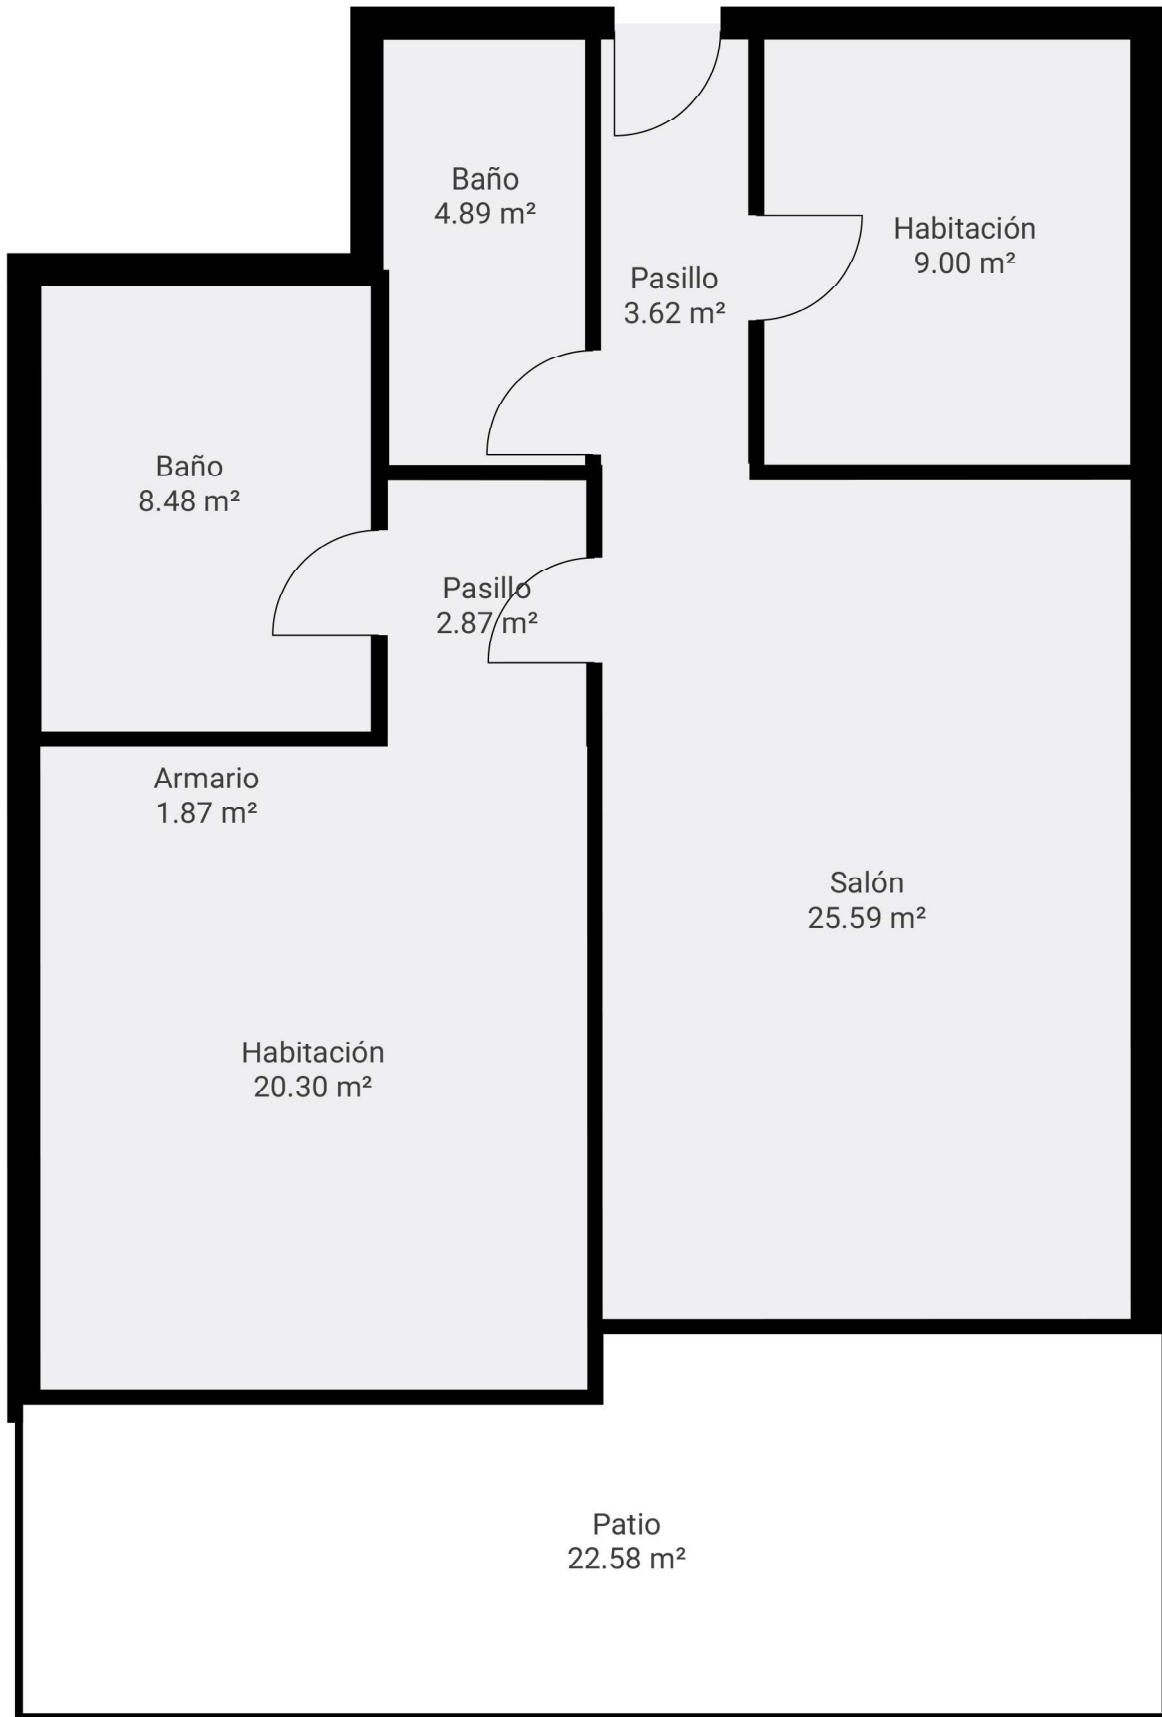 Baño
4.89 m²
Habitación
9.00 m²
Pasillo
3.62 m²
Baño
8.48 m²
Pasillo
2.87 m²
Armario
1.87 m²
Salón
25.59 m²
Habitación
20.30 m²
Patio
22.58 m²